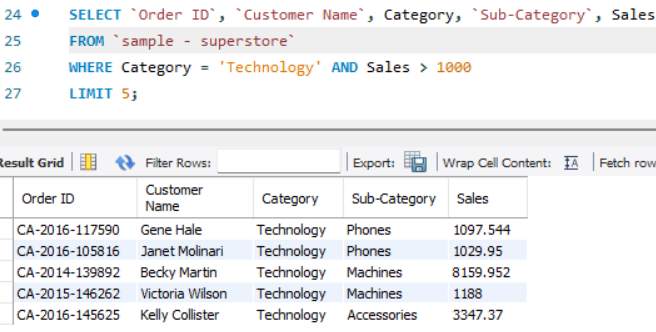 24 SELECT `Order ID`, `Customer Name`, Category, `Sub-Category`, Sales
25 FROM `sample - superstore`
26 WHERE Category = 'Technology' AND Sales > 1000
27 LIMIT 5;
Result Grid Filter Rows: Export: Wrap Cell Content: Fetch row
Order ID Customer Name Category Sub-Category Sales
CA-2016-117590 Gene Hale Technology Phones 1097.544
CA-2016-105816 Janet Molinari Technology Phones 1029.95
CA-2014-139892 Becky Martin Technology Machines 8159.952
CA-2015-146262 Victoria Wilson Technology Machines 1188
CA-2016-145625 Kelly Collister Technology Accessories 3347.37